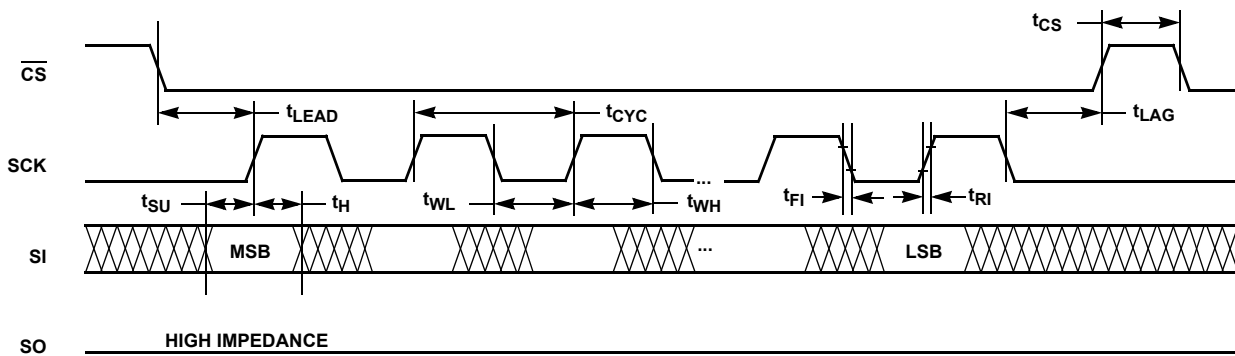 tCS
CS
tLEAD
tCYC
tLAG
SCK
...
tSU
tH
tWL
tWH
tFI
tRI
SI
MSB
...
LSB
SO
HIGH IMPEDANCE